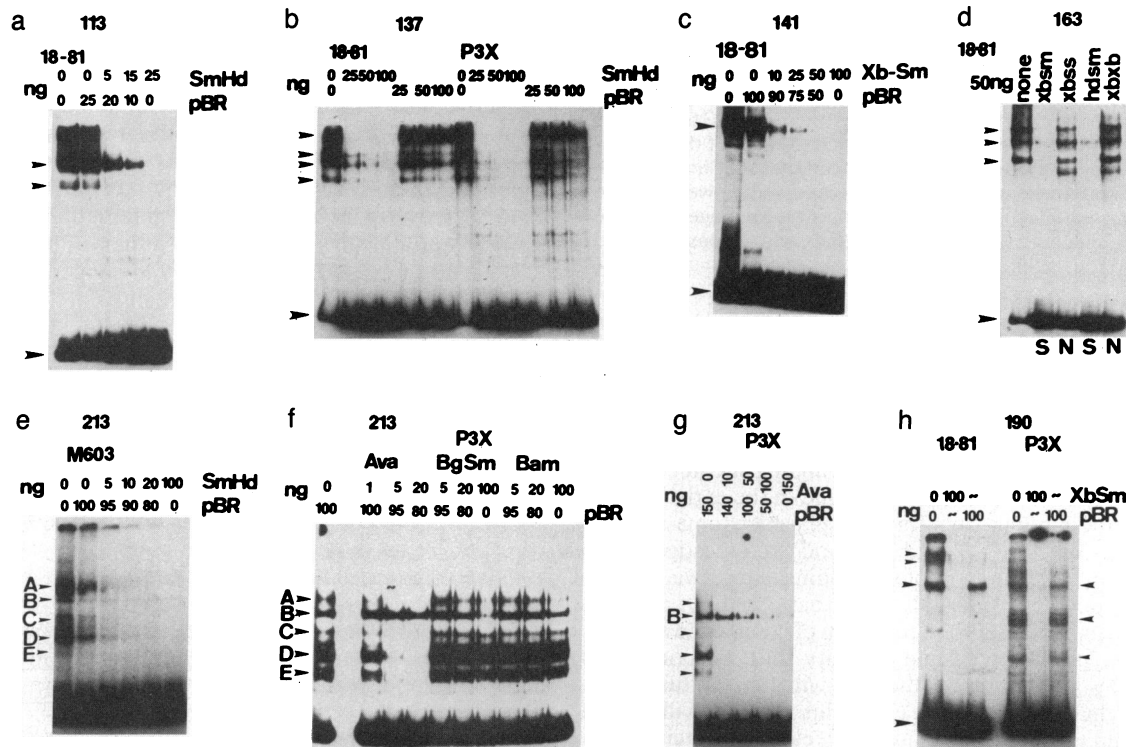 a 113
18-81
ng 0 0 5 15 25 SmHd
0 25 20 10 0 pBR
b 137
18-81 P3X
ng 0 25 50 100 0 25 50 100 SmHd
0 25 50 100 25 50 100 pBR
c 141
18-81
ng 0 0 10 25 50 100 Xb-Sm
0 100 90 75 50 0 pBR
d 163
18-81
50ng none xbsm xbss hdsm xbxb
S N S N
e 213
M603
ng 0 0 5 10 20 100 SmHd
0 100 95 90 80 0 pBR
A
B
C
D
E
f 213
P3X
Ava BgSm Bam
ng 0 1 5 20 5 20 100 5 20 100
100 100 95 80 95 80 0 95 80 0 pBR
A
B
C
D
E
g 213
P3X
ng 0 10 50 100 150 Ava
150 140 100 50 0 pBR
B
h 190
18-81 P3X
0 100 ~ 0 100 ~ XbSm
ng 0 ~ 100 0 ~ 100 pBR